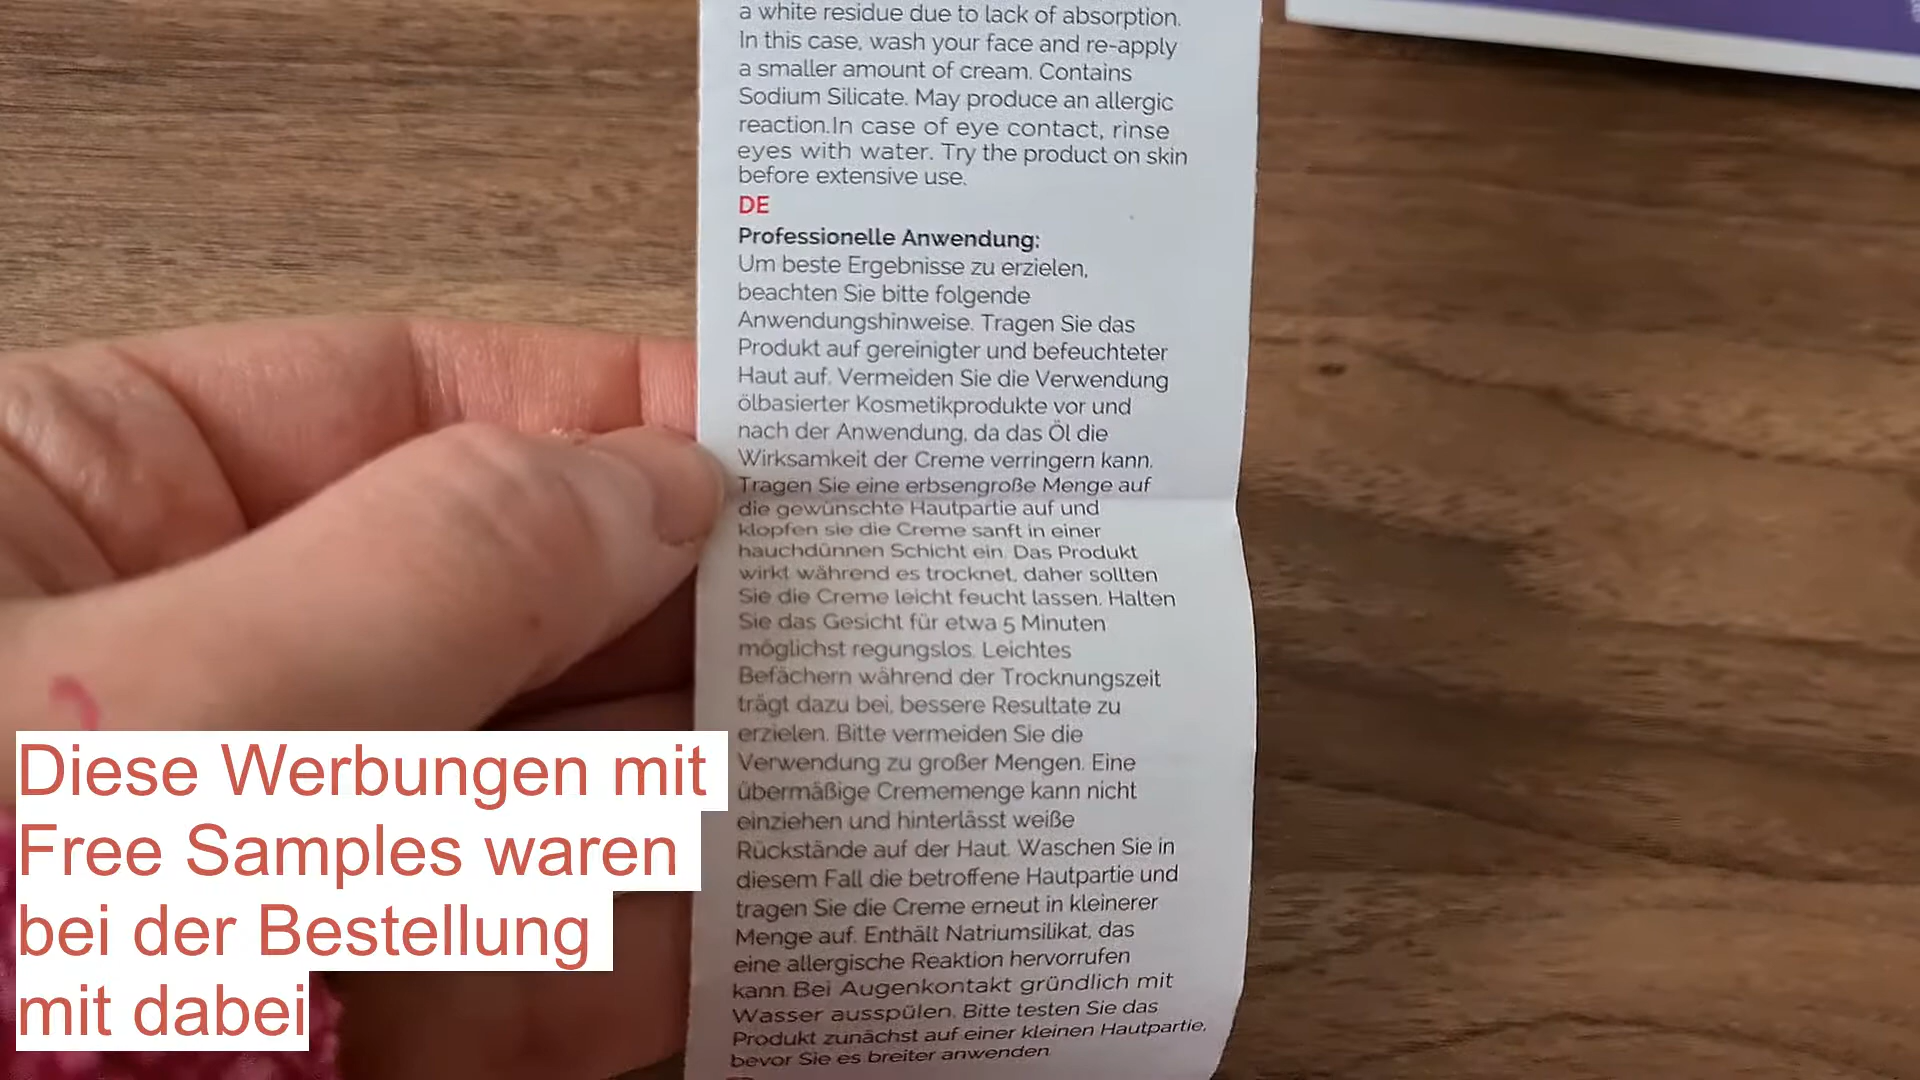 a white residue due to lack of absorption.
In this case, wash your face and re-apply
a smaller amount of cream. Contains
Sodium Silicate. May produce an allergic
reaction.In case of eye contact, rinse
eyes with water. Try the product on skin
before extensive use.
DE
Professionelle Anwendung:
Um beste Ergebnisse zu erzielen,
beachten Sie bitte folgende
Anwendungshinweise. Tragen Sie das
Produkt auf gereinigter und befeuchteter
Haut auf. Vermeiden Sie die Verwendung
ölbasierter Kosmetikprodukte vor und
nach der Anwendung, da das Öl die
Wirksamkeit der Creme verringern kann.
Tragen Sie eine erbsengroße Menge auf
die gewünschte Hautpartie auf und
klopfen sie die Creme sanft in einer
hauchdünnen Schicht ein. Das Produkt
wirkt während es trocknet, daher sollten
Sie die Creme leicht feucht lassen. Halten
Sie das Gesicht für etwa 5 Minuten
möglichst regungslos. Leichtes
Befächern während der Trocknungszeit
trägt dazu bei, bessere Resultate zu
erzielen. Bitte vermeiden Sie die
Verwendung zu großer Mengen. Eine
übermäßige Crememenge kann nicht
einziehen und hinterlässt weiße
Rückstände auf der Haut. Waschen Sie in
diesem Fall die betroffene Hautpartie und
tragen Sie die Creme erneut in kleinerer
Menge auf. Enthält Natriumsilikat, das
eine allergische Reaktion hervorrufen
kann. Bei Augenkontakt gründlich mit
Wasser ausspülen. Bitte testen Sie das
Produkt zunächst auf einer kleinen Hautpartie,
bevor Sie es breiter anwenden
Diese Werbungen mit
Free Samples waren
bei der Bestellung
mit dabei